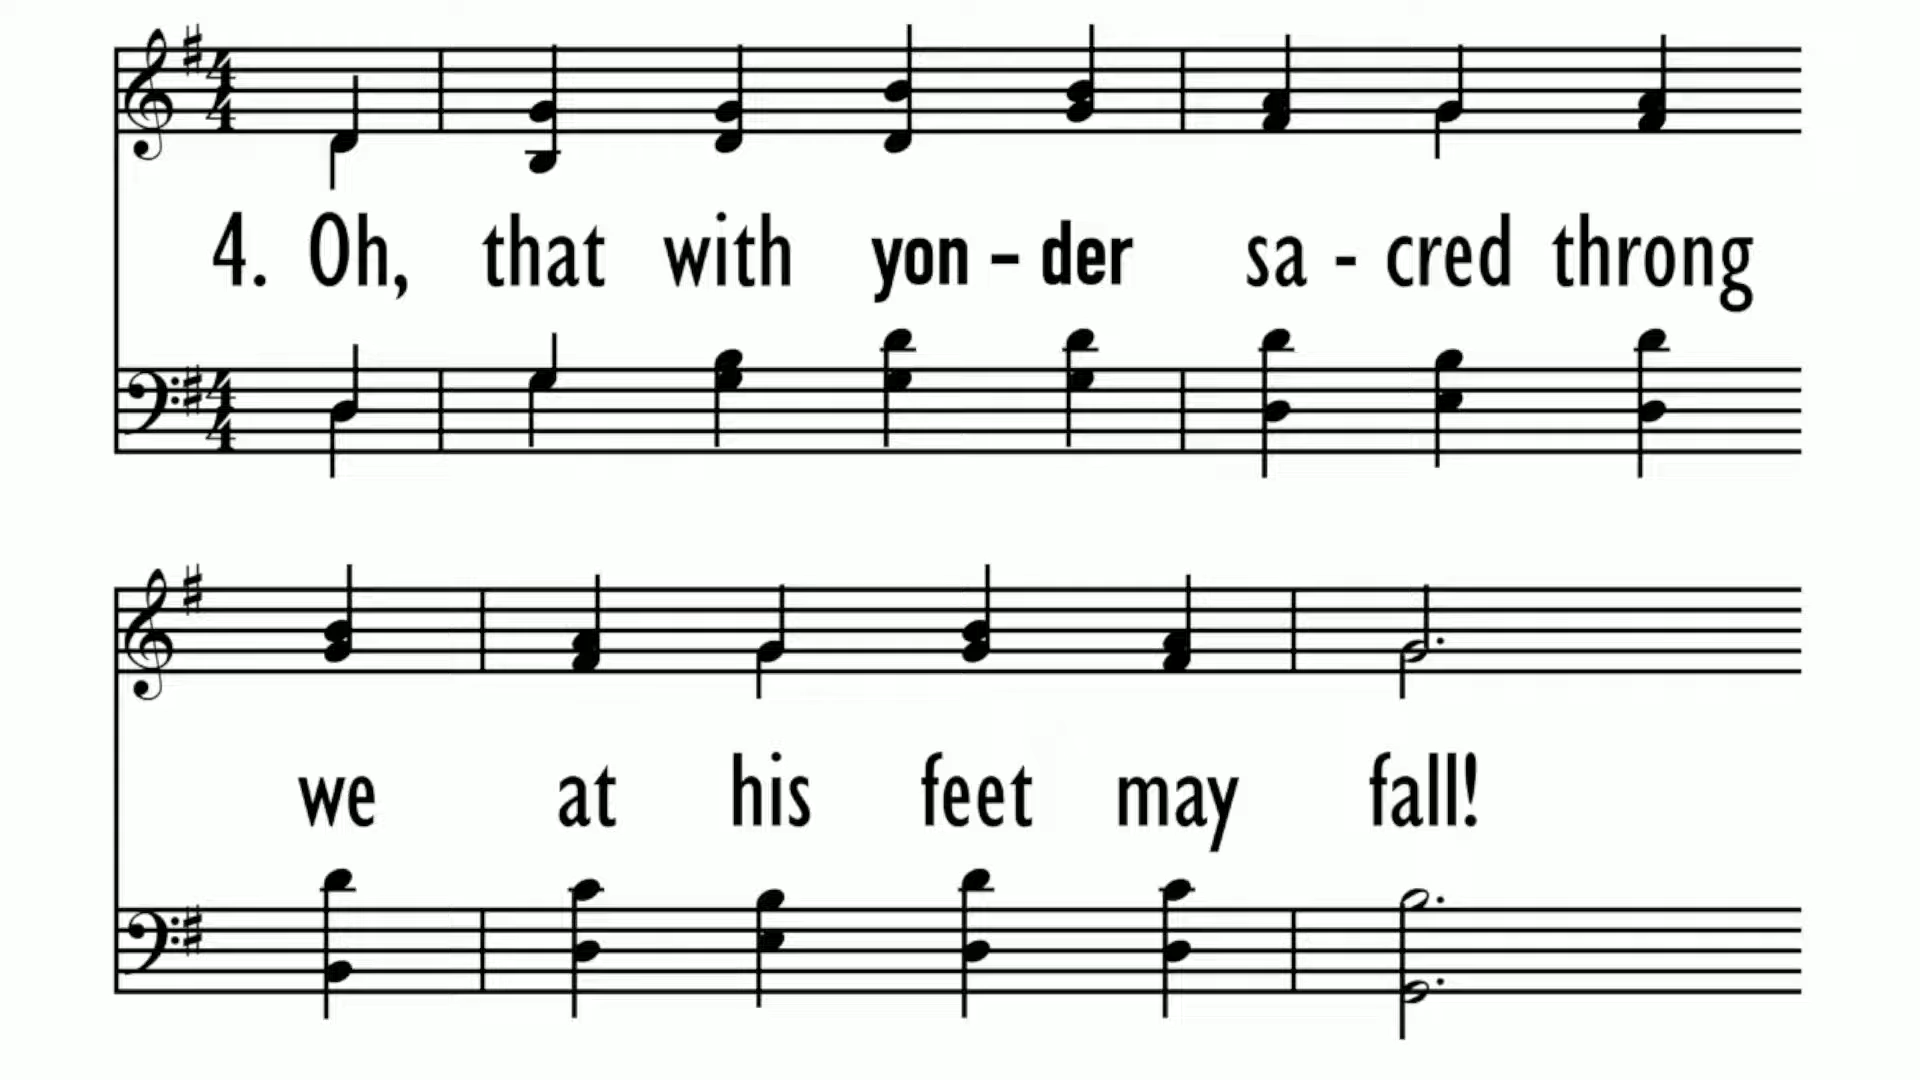 4. Oh, that with yon - der sa - cred throng
we at his feet may fall!